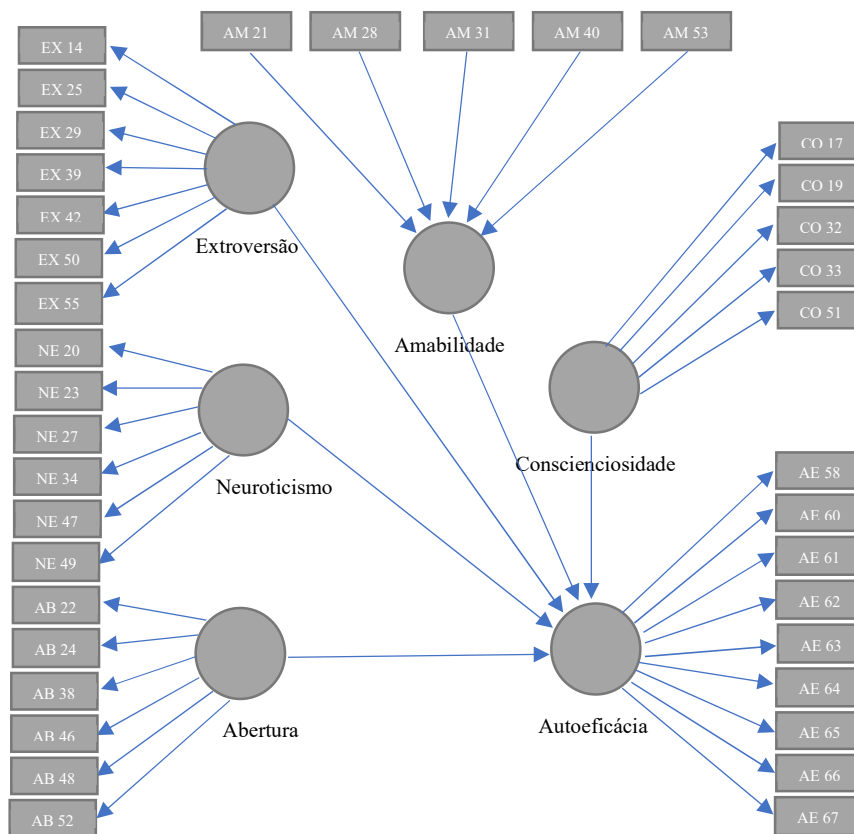 AM 21
AM 28
AM 31
AM 40
AM 53
EX 14
EX 25
EX 29
EX 39
EX 42
EX 50
EX 55
Extroversão
Amabilidade
CO 17
CO 19
CO 32
CO 33
CO 51
Conscienciosidade
NE 20
NE 23
NE 27
NE 34
NE 47
NE 49
Neuroticismo
AB 22
AB 24
AB 38
AB 46
AB 48
AB 52
Abertura
Autoeficácia
AE 58
AE 60
AE 61
AE 62
AE 63
AE 64
AE 65
AE 66
AE 67